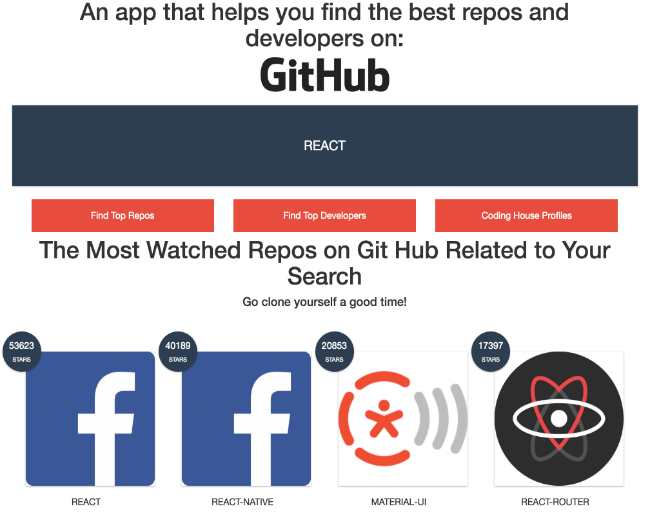 An app that helps you find the best repos and
developers on:
GitHub
REACT
Find Top Repos
Find Top Developers
Coding House Profiles
The Most Watched Repos on Git Hub Related to Your
Search
Go clone yourself a good time!
53623
STARS
40189
STARS
20853
STARS
17397
STARS
REACT
REACT-NATIVE
MATERIAL-UI
REACT-ROUTER